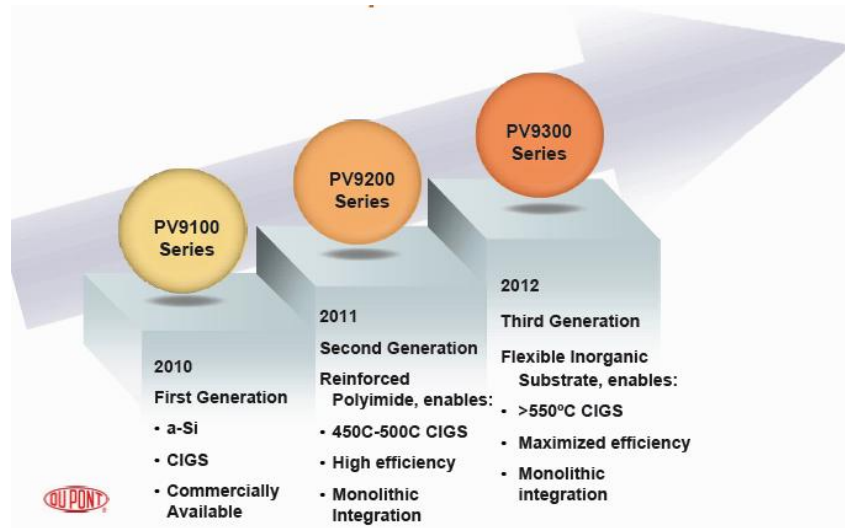 PV9100
Series
PV9200
Series
PV9300
Series
2010
First Generation
• a-Si
• CIGS
• Commercially
Available
2011
Second Generation
Reinforced
Polyimide, enables:
• 450C-500C CIGS
• High efficiency
• Monolithic
Integration
2012
Third Generation
Flexible Inorganic
Substrate, enables:
• >550ºC CIGS
• Maximized efficiency
• Monolithic
integration
DUPONT®